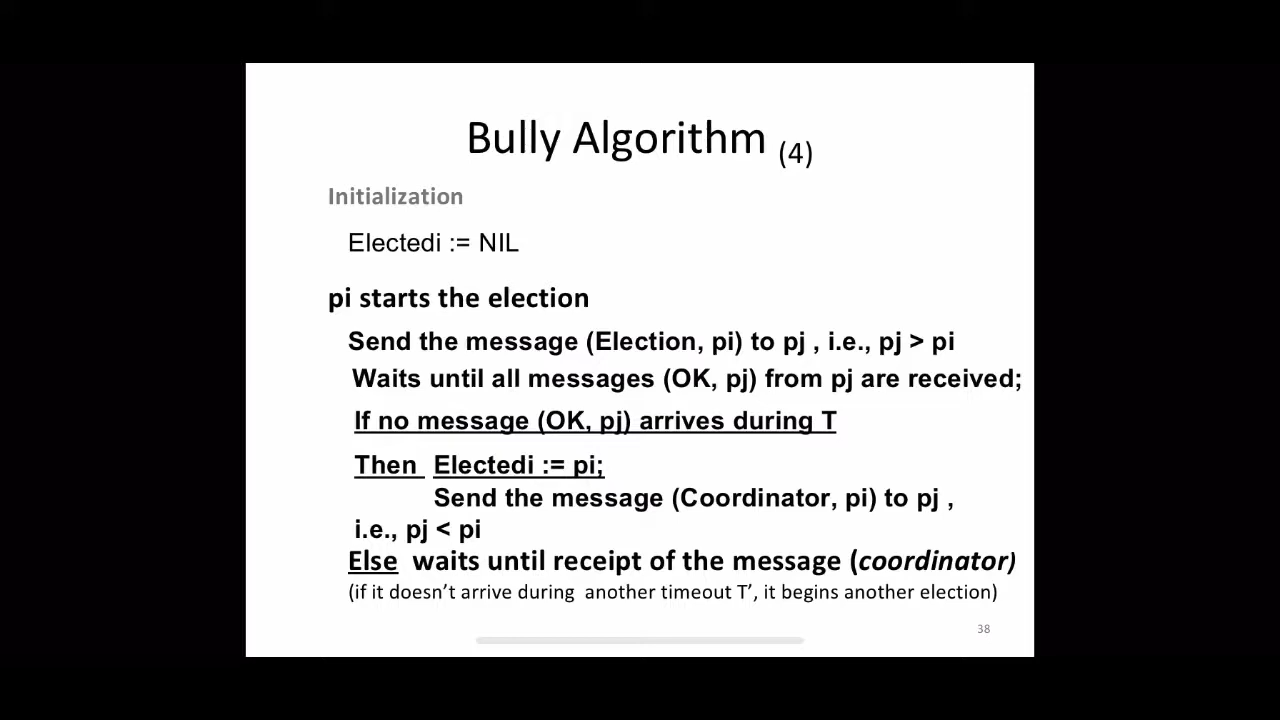 Bully Algorithm (4)
Initialization
Electedi := NIL
pi starts the election
Send the message (Election, pi) to pj , i.e., pj > pi
Waits until all messages (OK, pj) from pj are received;
If no message (OK, pj) arrives during T
Then Electedi := pi;
Send the message (Coordinator, pi) to pj ,
i.e., pj < pi
Else waits until receipt of the message (coordinator)
(if it doesn’t arrive during another timeout T’, it begins another election)
38